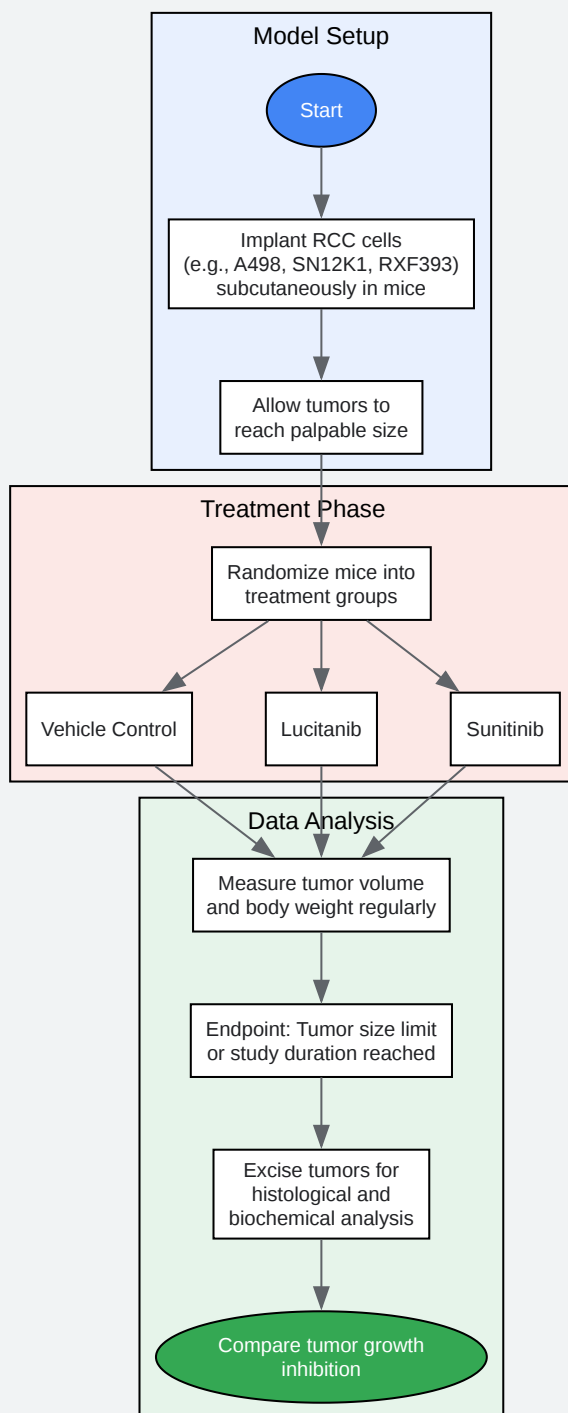 Model Setup
Start
Implant RCC cells
(e.g., A498, SN12K1, RXF393)
subcutaneously in mice
Allow tumors to
reach palpable size
Treatment Phase
Randomize mice into
treatment groups
Vehicle Control
Lucitanib
Sunitinib
Data Analysis
Measure tumor volume
and body weight regularly
Endpoint: Tumor size limit
or study duration reached
Excise tumors for
histological and
biochemical analysis
Compare tumor growth
inhibition